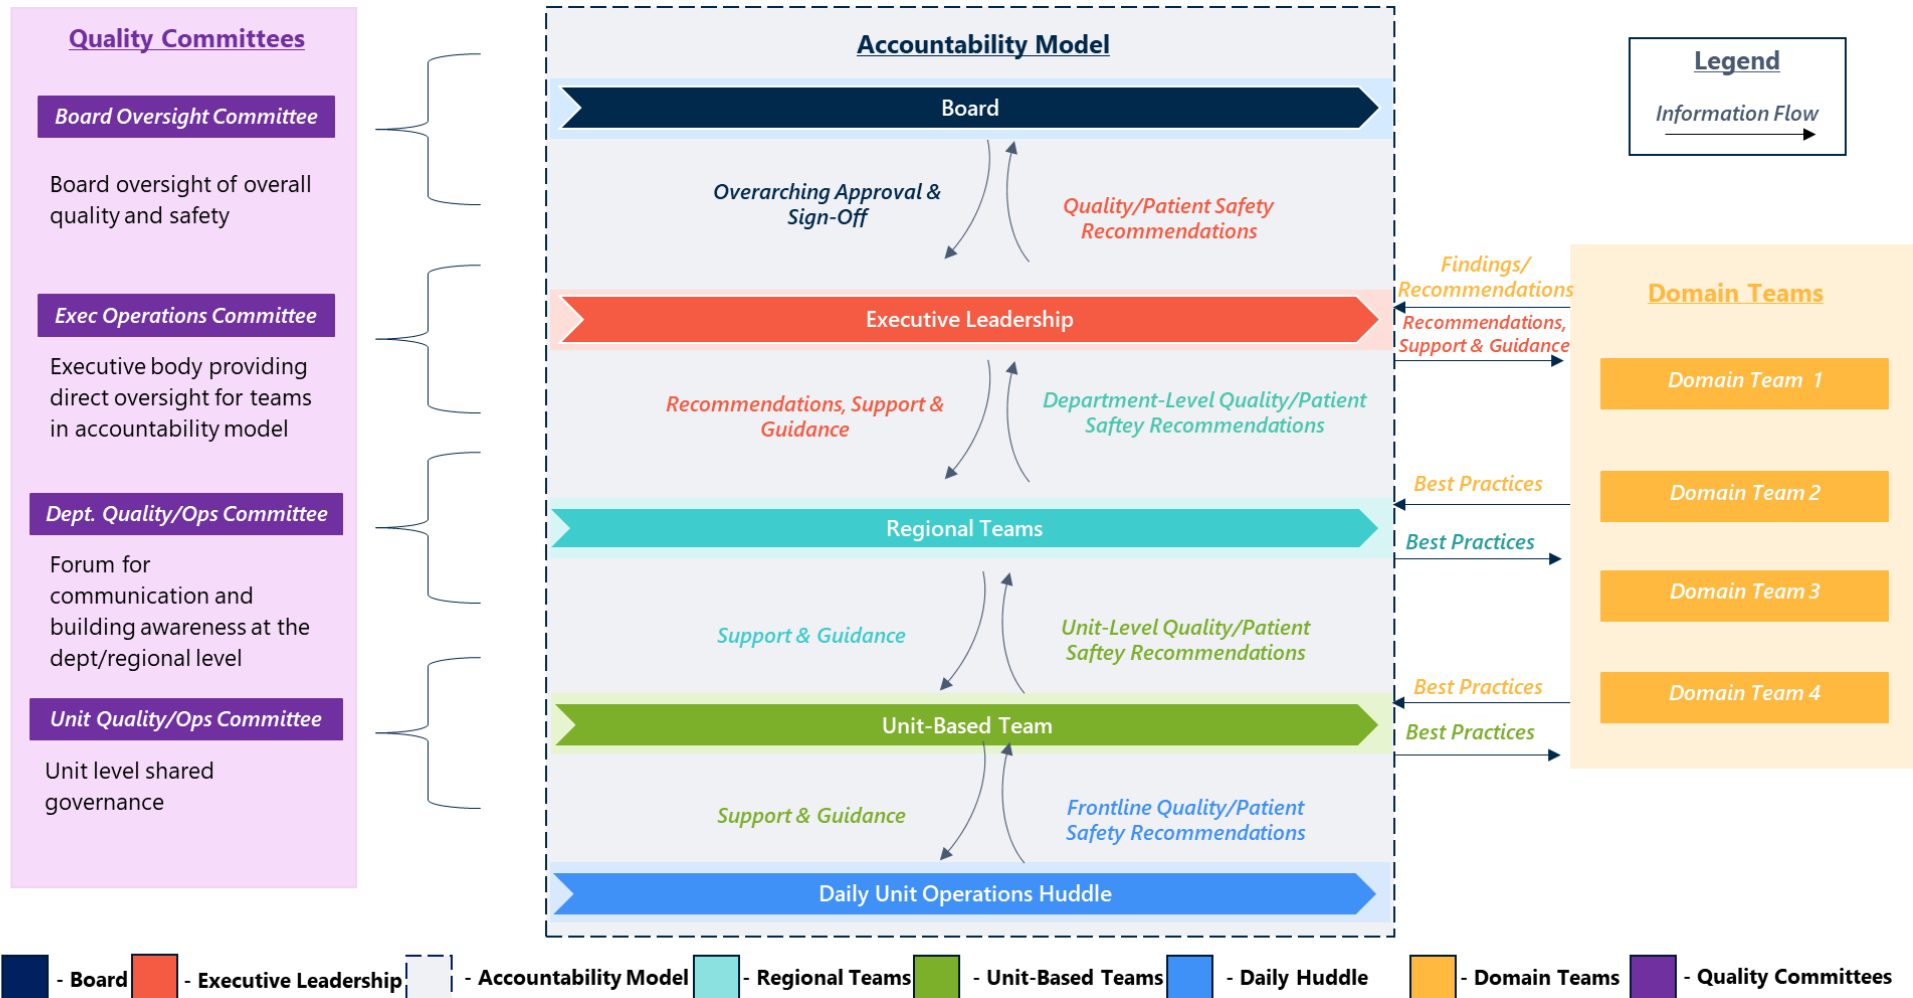 Quality Committees
Board Oversight Committee
Board oversight of overall
quality and safety
Exec Operations Committee
Executive body providing
direct oversight for teams
in accountability model
Dept. Quality/Ops Committee
Forum for
communication and
building awareness at the
dept/regional level
Unit Quality/Ops Committee
Unit level shared
governance
Accountability Model
Board
Overarching Approval &
Sign-Off
Quality/Patient Safety
Recommendations
Executive Leadership
Recommendations, Support &
Guidance
Department-Level Quality/Patient
Saftey Recommendations
Regional Teams
Support & Guidance
Unit-Level Quality/Patient
Saftey Recommendations
Unit-Based Team
Support & Guidance
Frontline Quality/Patient
Safety Recommendations
Daily Unit Operations Huddle
Legend
Information Flow
Findings/
Recommendations
Recommendations,
Support & Guidance
Best Practices
Best Practices
Best Practices
Best Practices
Domain Teams
Domain Team 1
Domain Team 2
Domain Team 3
Domain Team 4
- Board
- Executive Leadership
- Accountability Model
- Regional Teams
- Unit-Based Teams
- Daily Huddle
- Domain Teams
- Quality Committees